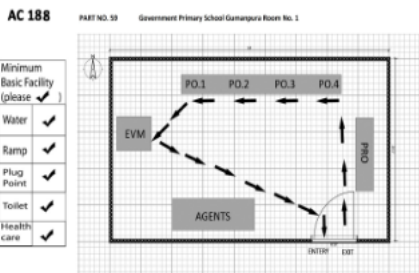 AC 188
PART NO. 59 Government Primary School Gumanpura Room No. 1
Minimum
Basic Facility
(please ✔ )
Water ✔
Ramp ✔
Plug
Point ✔
Toilet ✔
Health
care ✔
PO.1 PO.2 PO.3 PO.4
EVM
PRO
AGENTS
ENTERY EXIT